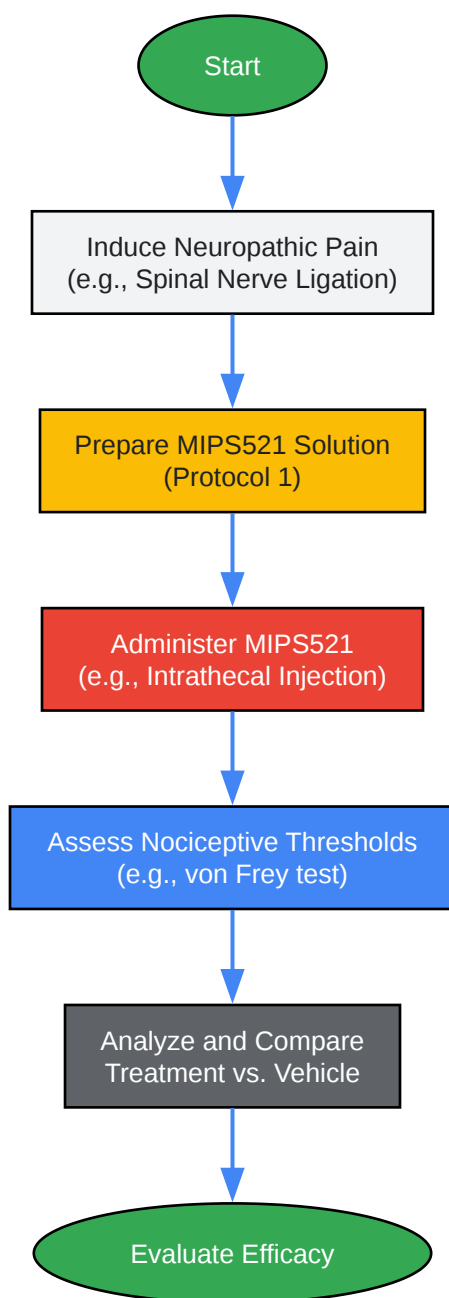 Start
Induce Neuropathic Pain
(e.g., Spinal Nerve Ligation)
Prepare MIPS521 Solution
(Protocol 1)
Administer MIPS521
(e.g., Intrathecal Injection)
Assess Nociceptive Thresholds
(e.g., von Frey test)
Analyze and Compare
Treatment vs. Vehicle
Evaluate Efficacy